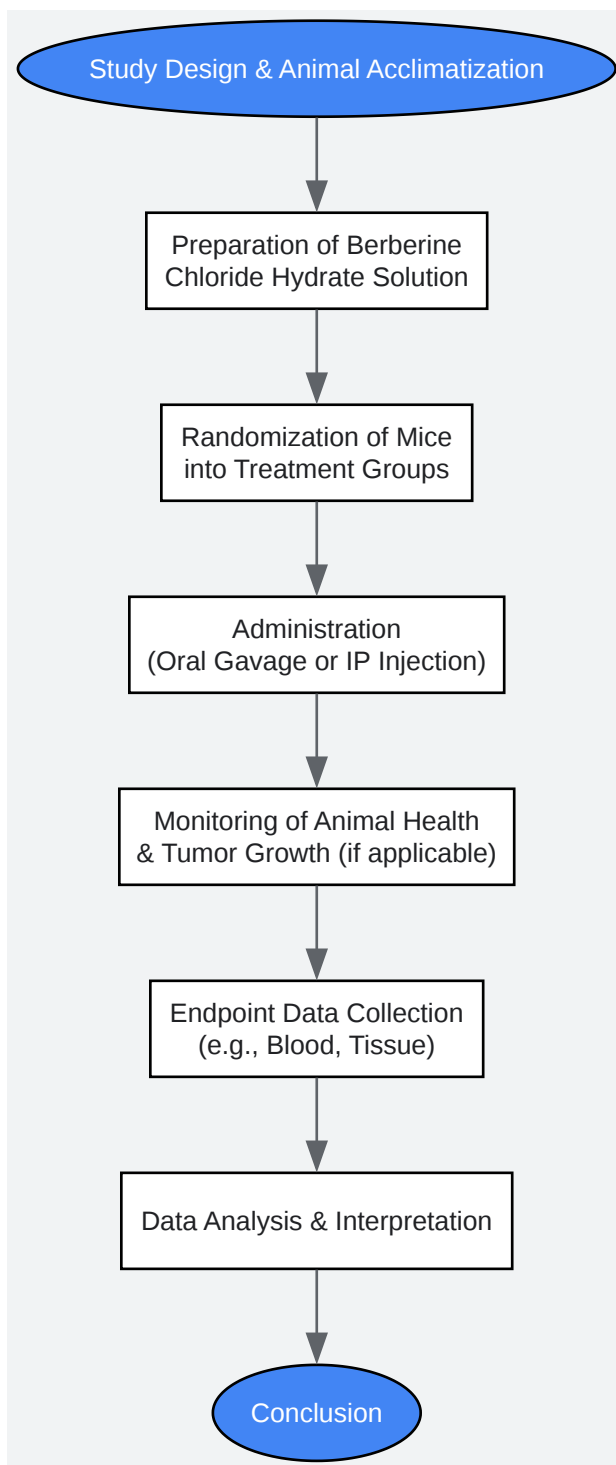 Study Design & Animal Acclimatization
Preparation of Berberine
Chloride Hydrate Solution
Randomization of Mice
into Treatment Groups
Administration
(Oral Gavage or IP Injection)
Monitoring of Animal Health
& Tumor Growth (if applicable)
Endpoint Data Collection
(e.g., Blood, Tissue)
Data Analysis & Interpretation
Conclusion